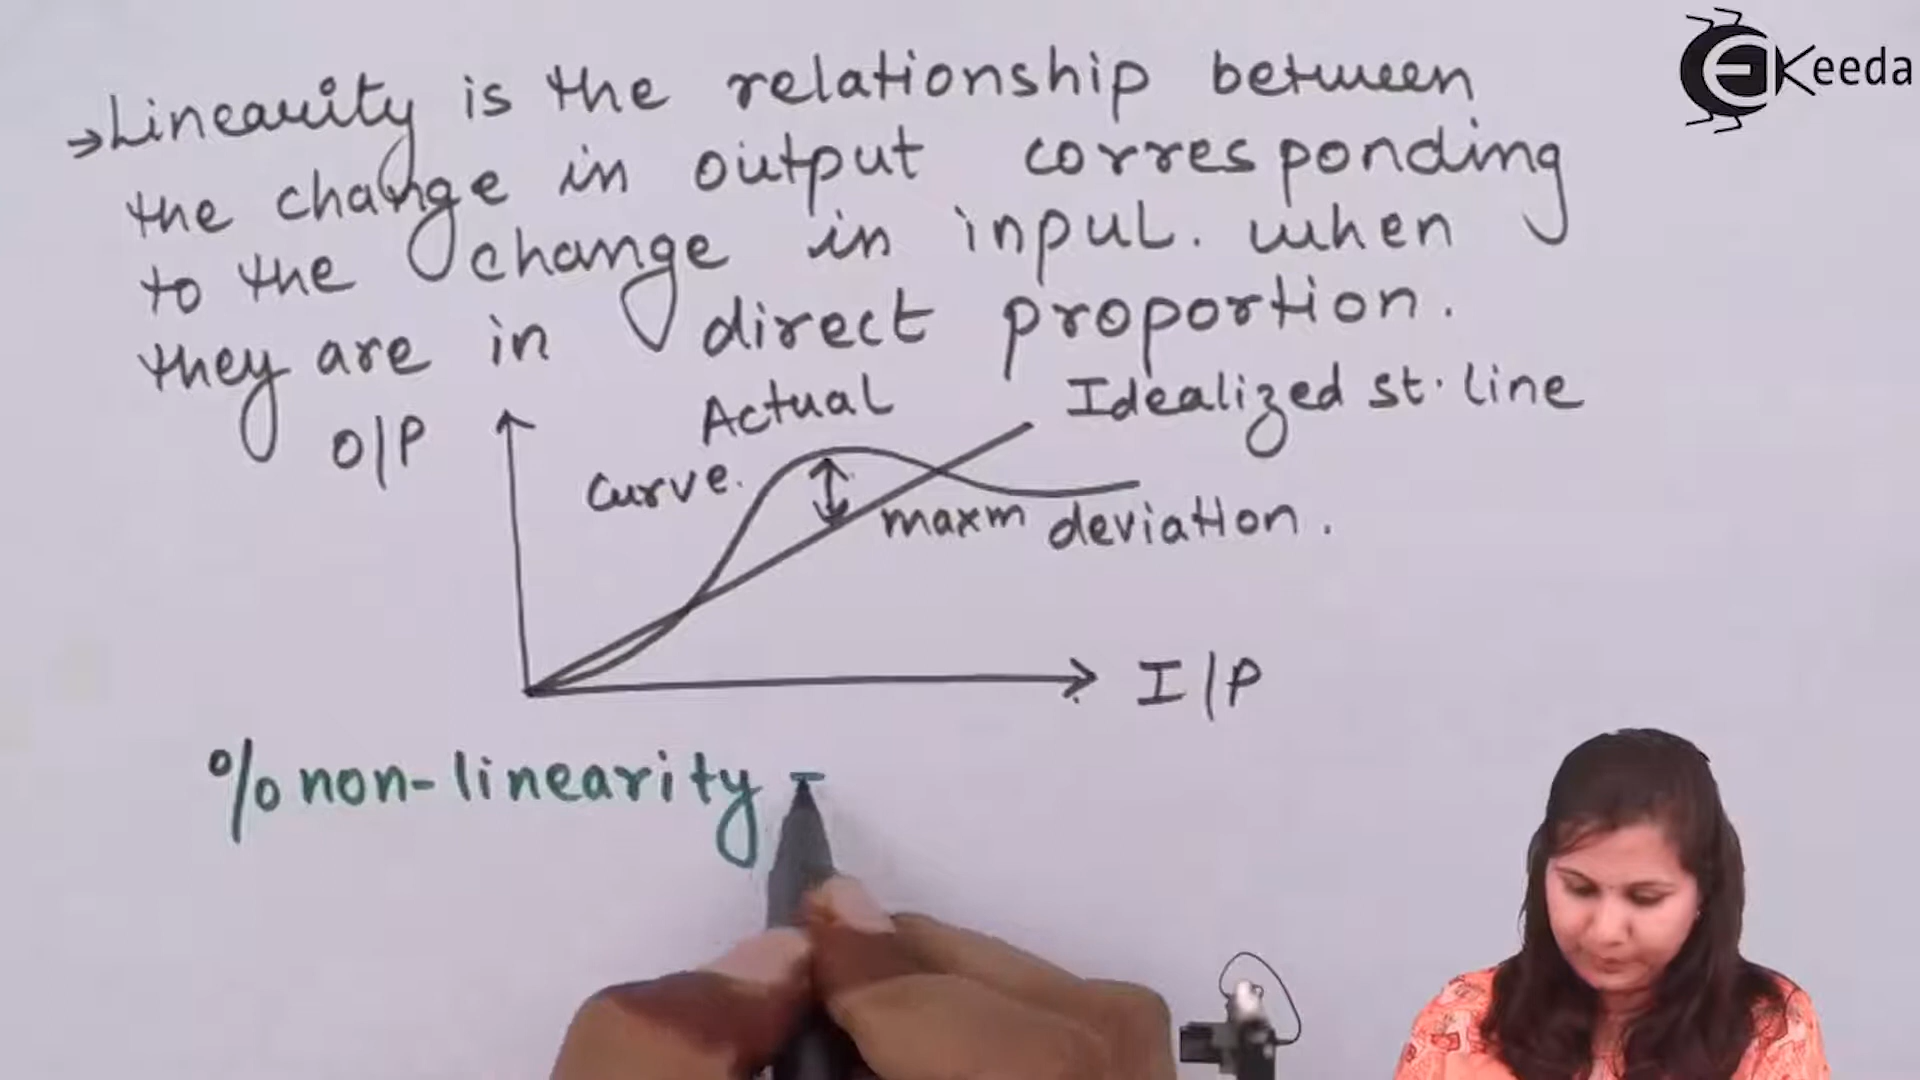 EKeeda
→ Linearity is the relationship between
the change in output corresponding
to the change in input. when
they are in direct proportion.
O/P
Actual
curve.
Idealized st. line
maxm deviation.
I/P
% non-linearity =